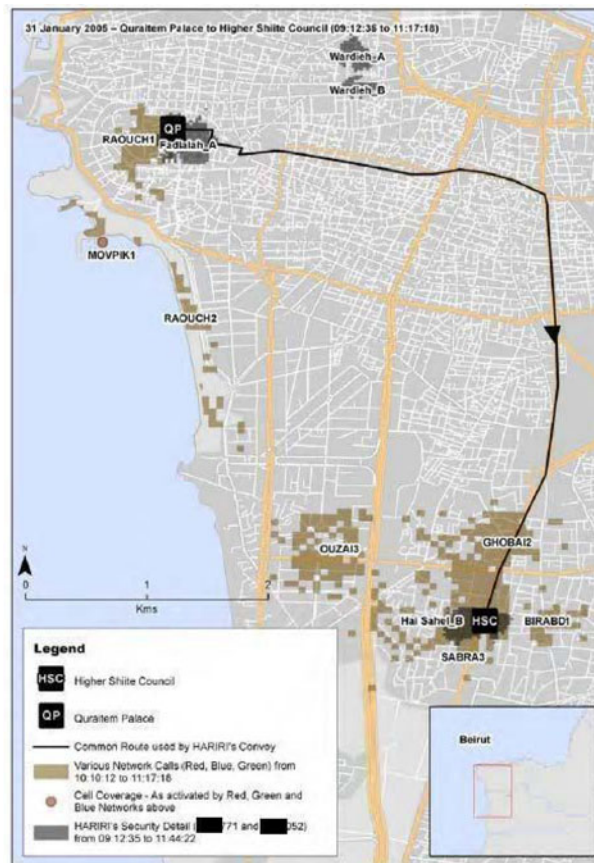 31 January 2005 – Quraitem Palace to Higher Shiite Council (09:12:35 to 11:17:18)
Wardieh_A
Wardieh_B
RAOUCH1
QP
Fadlalah_A
MOVPIK1
RAOUCH2
OUZAI3
GHOBAI2
Hai Sahel_B
HSC
BIRABD1
SABRA3
N
0 1 2
Kms
Legend
HSC Higher Shiite Council
QP Quraitem Palace
Common Route used by HARIRI's Convoy
Various Network Calls (Red, Blue, Green) from
10:10:12 to 11:17:18
Cell Coverage - As activated by Red, Green and
Blue Networks above
HARIRI's Security Detail ( 771 and 052)
from 09:12:35 to 11:44:22
Beirut